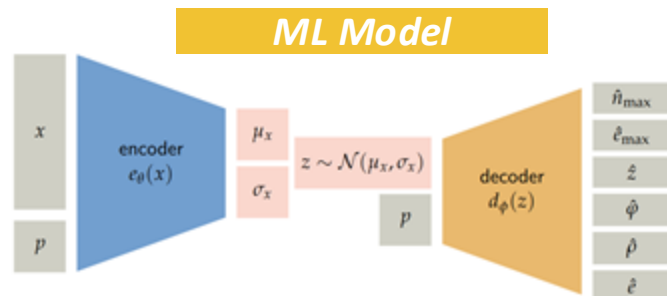 ML Model
x
p
encoder
e_θ(x)
μ_x
σ_x
z ∼ 𝒩(μ_x, σ_x)
p
decoder
d_ϕ(z)
n̂_max
ê_max
ẑ
φ̂
ρ̂
ê